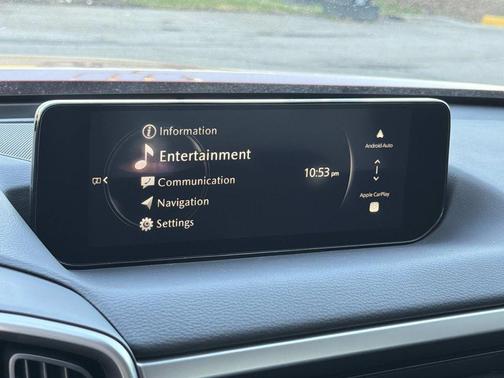 Information
Entertainment
Communication
Navigation
Settings
10:53 pm
Android Auto
Apple CarPlay